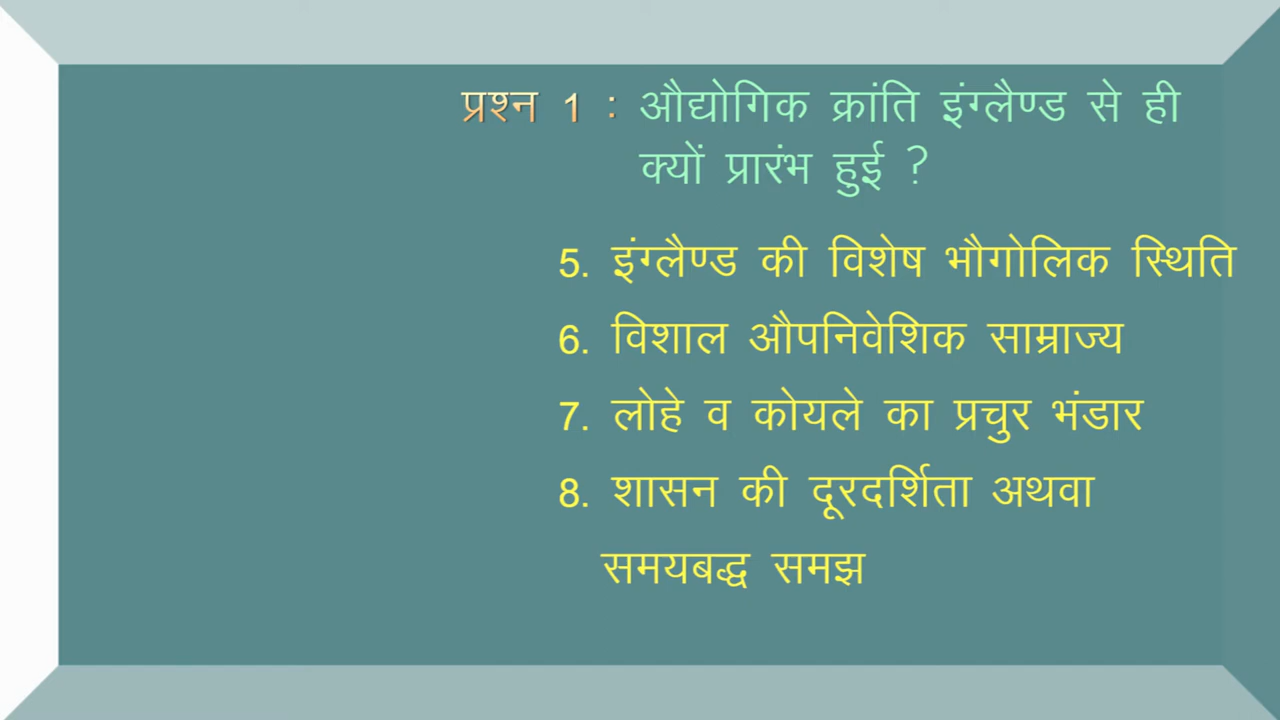 प्रश्न 1 : औद्योगिक क्रांति इंग्लैण्ड से ही
क्यों प्रारंभ हुई ?
5. इंग्लैण्ड की विशेष भौगोलिक स्थिति
6. विशाल औपनिवेशिक साम्राज्य
7. लोहे व कोयले का प्रचुर भंडार
8. शासन की दूरदर्शिता अथवा
समयबद्ध समझ